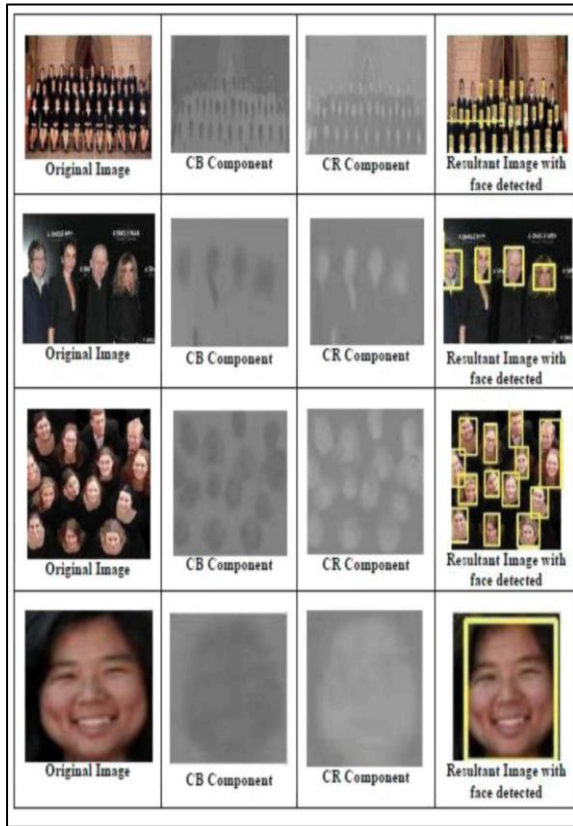 Original Image
CB Component
CR Component
Resultant Image with
face detected
A SINGLE MAN
Original Image
CB Component
CR Component
Resultant Image with
face detected
Original Image
CB Component
CR Component
Resultant Image with
face detected
Original Image
CB Component
CR Component
Resultant Image with
face detected